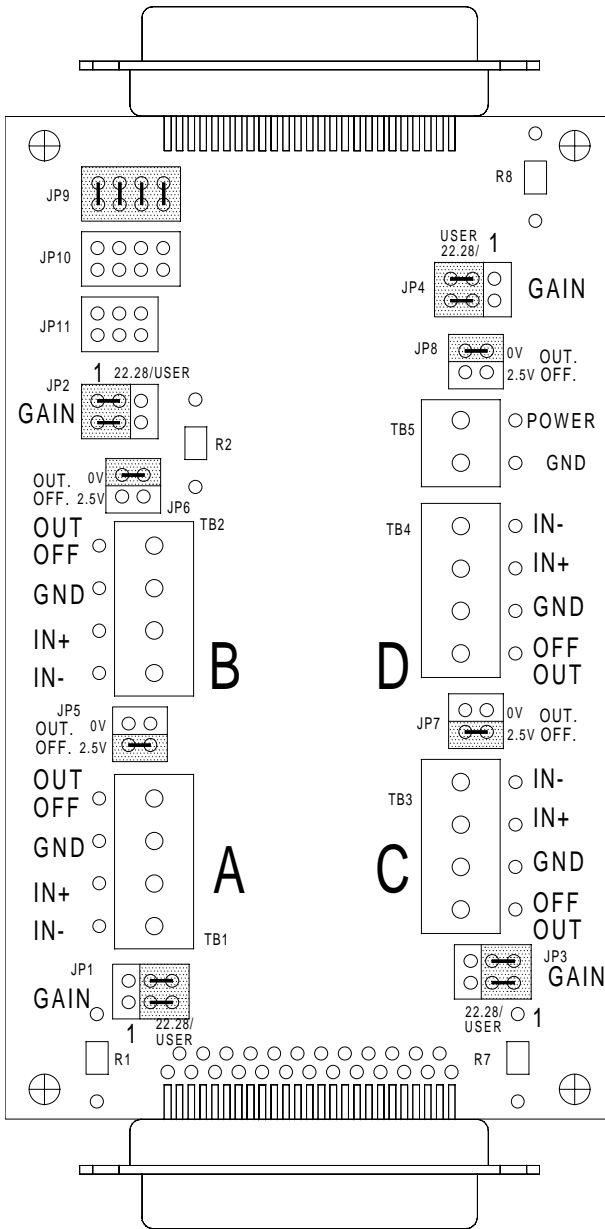 R8
JP9
USER
22.28/ 1
JP10
JP4
GAIN
JP11
JP8
0V OUT.
2.5V OFF.
1 22.28/USER
JP2
GAIN
TB5
POWER
GND
R2
OUT. 0V
OFF. 2.5V
JP6
TB2
OUT
OFF
GND
IN+
IN-
B
TB4
IN-
IN+
GND
OFF
OUT
D
JP5
OUT. 0V
OFF. 2.5V
JP7
0V OUT.
2.5V OFF.
OUT
OFF
GND
IN+
IN-
A
TB1
TB3
IN-
IN+
GND
OFF
OUT
C
JP1
GAIN
1 22.28/
USER
JP3
GAIN
22.28/
USER 1
R1
R7